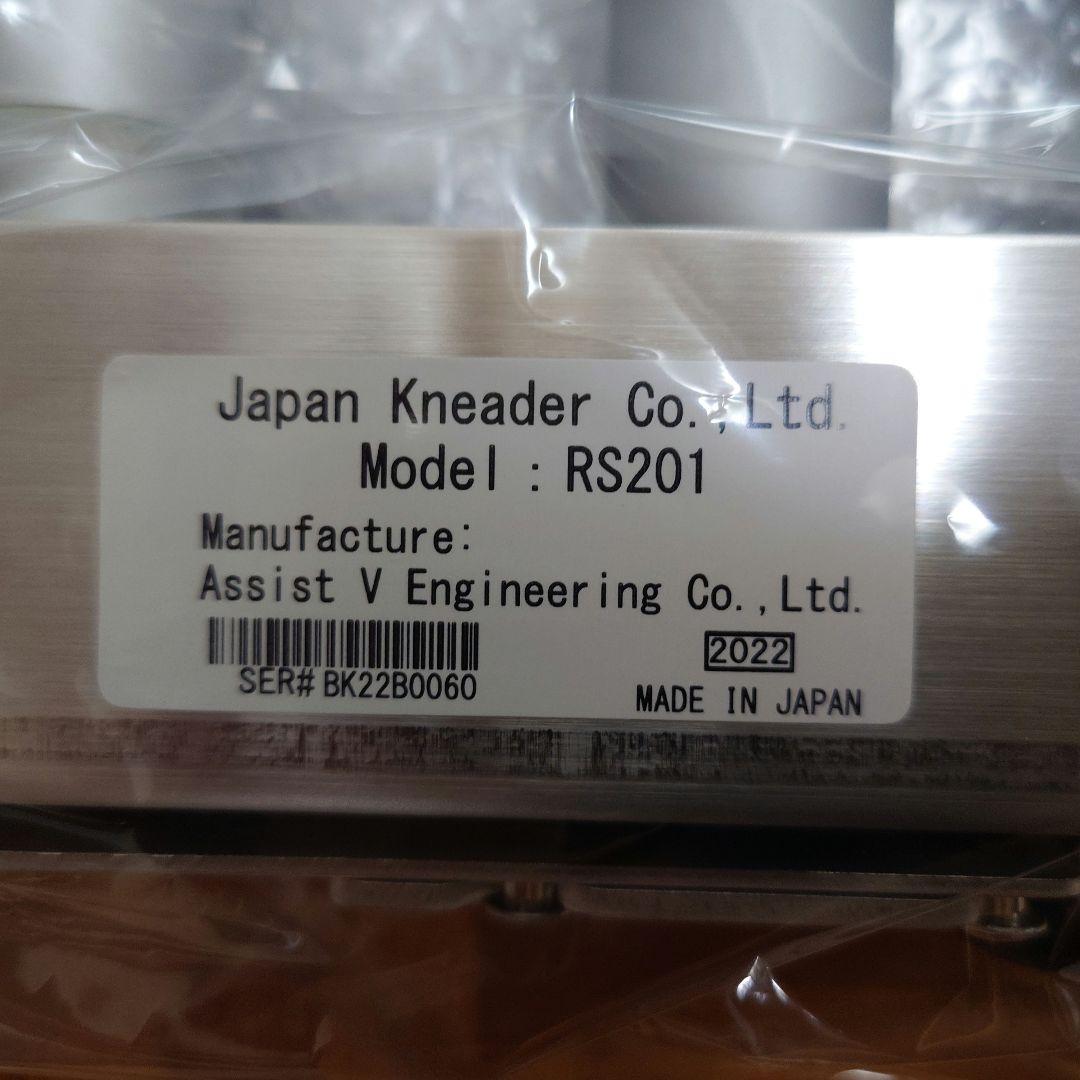 Japan Kneader Co.,Ltd.
Model : RS201
Manufacture:
Assist V Engineering Co.,Ltd.
2022
SER# BK22B0060
MADE IN JAPAN